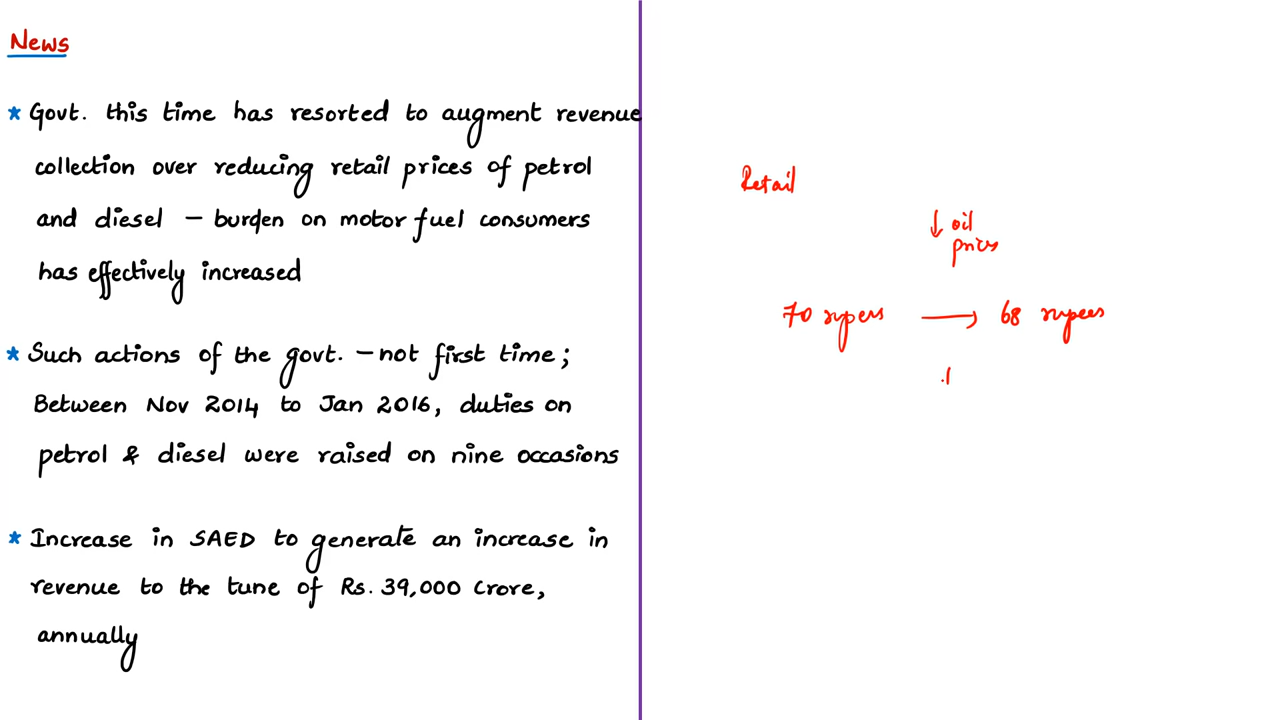 News
* Govt. this time has resorted to augment revenue
collection over reducing retail prices of petrol
and diesel – burden on motor fuel consumers
has effectively increased
* Such actions of the govt. – not first time;
Between Nov 2014 to Jan 2016, duties on
petrol & diesel were raised on nine occasions
* Increase in SAED to generate an increase in
revenue to the tune of Rs. 39,000 Crore,
annually
Retail
↓ oil
prices
70 rupees → 68 rupees